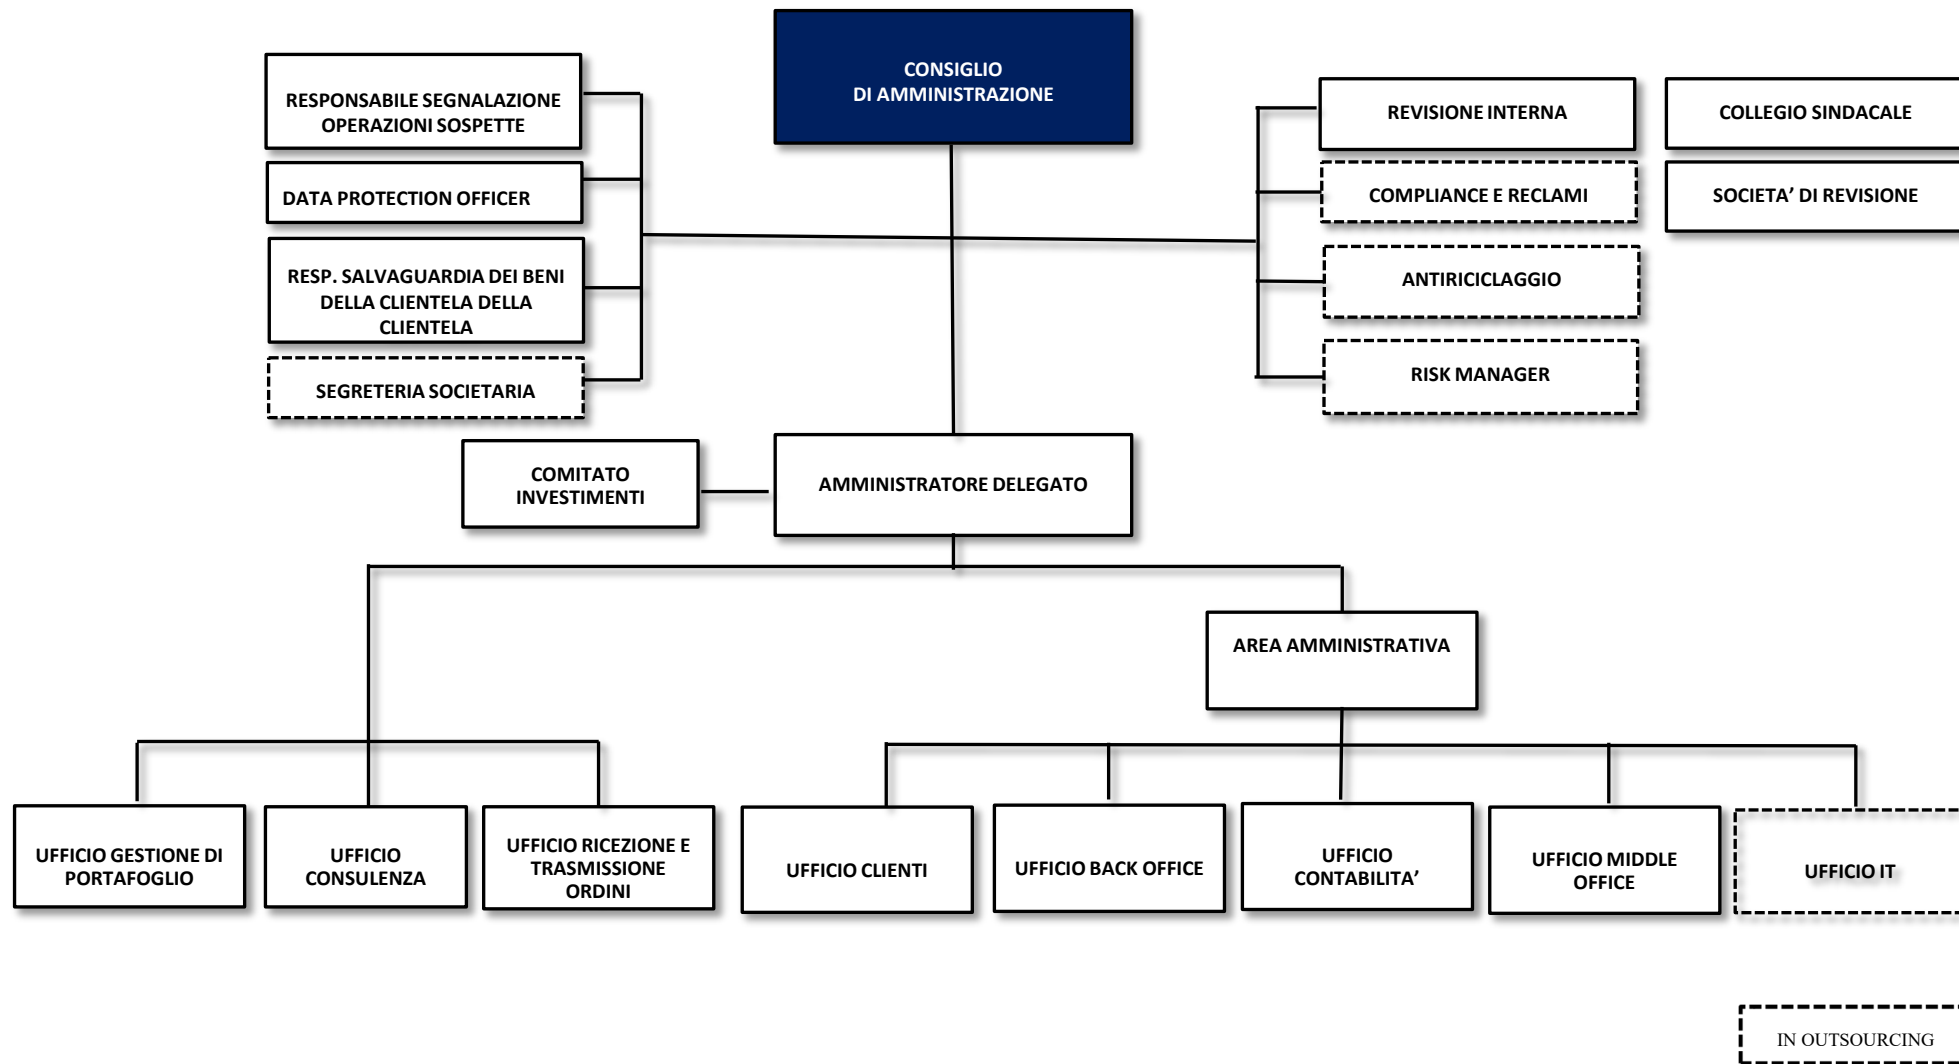 CONSIGLIO
DI AMMINISTRAZIONE
RESPONSABILE SEGNALAZIONE
OPERAZIONI SOSPETTE
DATA PROTECTION OFFICER
RESP. SALVAGUARDIA DEI BENI
DELLA CLIENTELA DELLA
CLIENTELA
SEGRETERIA SOCIETARIA
REVISIONE INTERNA
COLLEGIO SINDACALE
COMPLIANCE E RECLAMI
SOCIETA’ DI REVISIONE
ANTIRICICLAGGIO
RISK MANAGER
COMITATO
INVESTIMENTI
AMMINISTRATORE DELEGATO
AREA AMMINISTRATIVA
UFFICIO GESTIONE DI
PORTAFOGLIO
UFFICIO
CONSULENZA
UFFICIO RICEZIONE E
TRASMISSIONE
ORDINI
UFFICIO CLIENTI
UFFICIO BACK OFFICE
UFFICIO
CONTABILITA’
UFFICIO MIDDLE
OFFICE
UFFICIO IT
IN OUTSOURCING